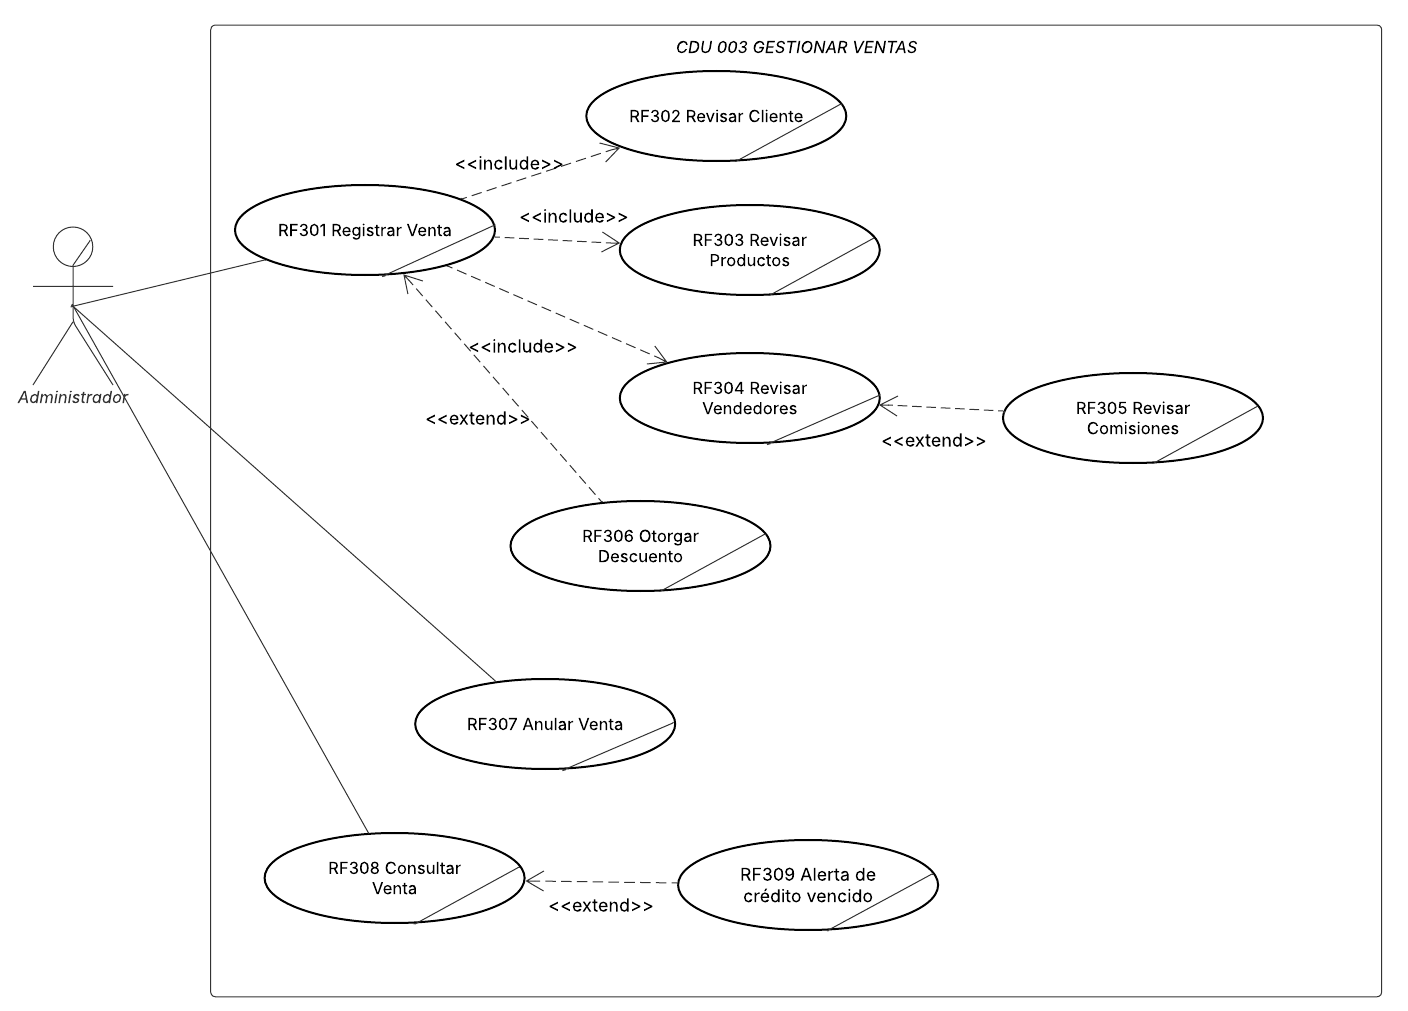 CDU 003 GESTIONAR VENTAS
RF302 Revisar Cliente
<<include>>
<<include>>
RF301 Registrar Venta
RF303 Revisar
Productos
<<include>>
RF304 Revisar
Vendedores
Administrador
RF305 Revisar
Comisiones
<<extend>>
<<extend>>
RF306 Otorgar
Descuento
RF307 Anular Venta
RF308 Consultar
Venta
RF309 Alerta de
crédito vencido
<<extend>>